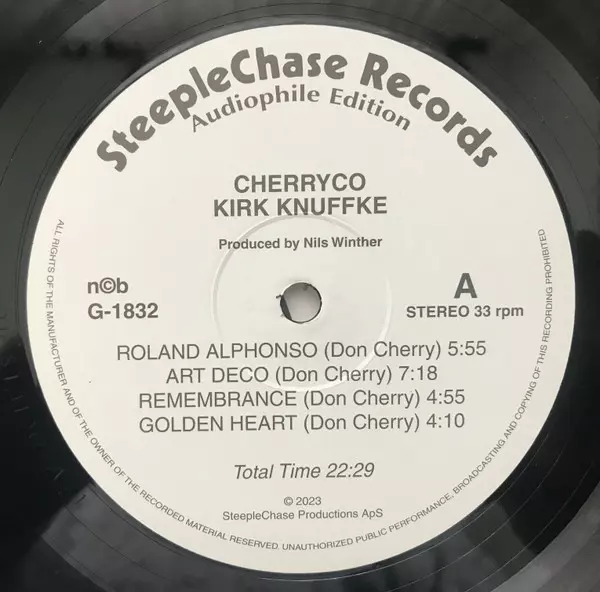 SteepleChase Records
Audiophile Edition
CHERRYCO
KIRK KNUFFKE
Produced by Nils Winther
n©b
G-1832
A
STEREO 33 rpm
ROLAND ALPHONSO (Don Cherry) 5:55
ART DECO (Don Cherry) 7:18
REMEMBRANCE (Don Cherry) 4:55
GOLDEN HEART (Don Cherry) 4:10
Total Time 22:29
© 2023
SteepleChase Productions ApS
ALL RIGHTS OF THE MANUFACTURER AND OF THE OWNER OF THE RECORDED MATERIAL RESERVED. UNAUTHORIZED PUBLIC PERFORMANCE, BROADCASTING AND COPYING OF THIS RECORDING PROHIBITED